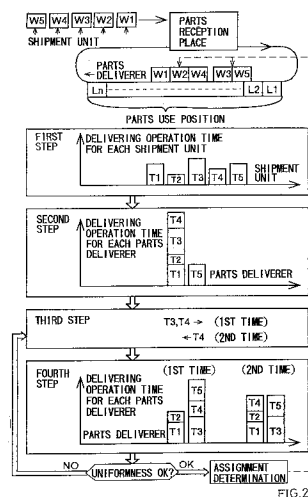 W5 W4 W3 W2 W1
SHIPMENT UNIT
PARTS
RECEPTION
PLACE
PARTS
DELIVERER
W1 W2 W4 W3 W5
Ln L2 L1
PARTS USE POSITION
FIRST
STEP
DELIVERING OPERATION TIME
FOR EACH SHIPMENT UNIT
T1 T2 T3 T4 T5
SHIPMENT
UNIT
SECOND
STEP
DELIVERING
OPERATION TIME
FOR EACH PARTS
DELIVERER
T4
T3
T2
T1 T5
PARTS DELIVERER
THIRD STEP
T3,T4 → (1ST TIME)
←T4 (2ND TIME)
FOURTH
STEP
(1ST TIME) (2ND TIME)
DELIVERING
OPERATION TIME
FOR EACH PARTS
DELIVERER
T5
T4
T2
T3
T1
T4
T2
T1
T5
T3
PARTS DELIVERER
NO
UNIFORMNESS OK?
OK
ASSIGNMENT
DETERMINATION
FIG.2